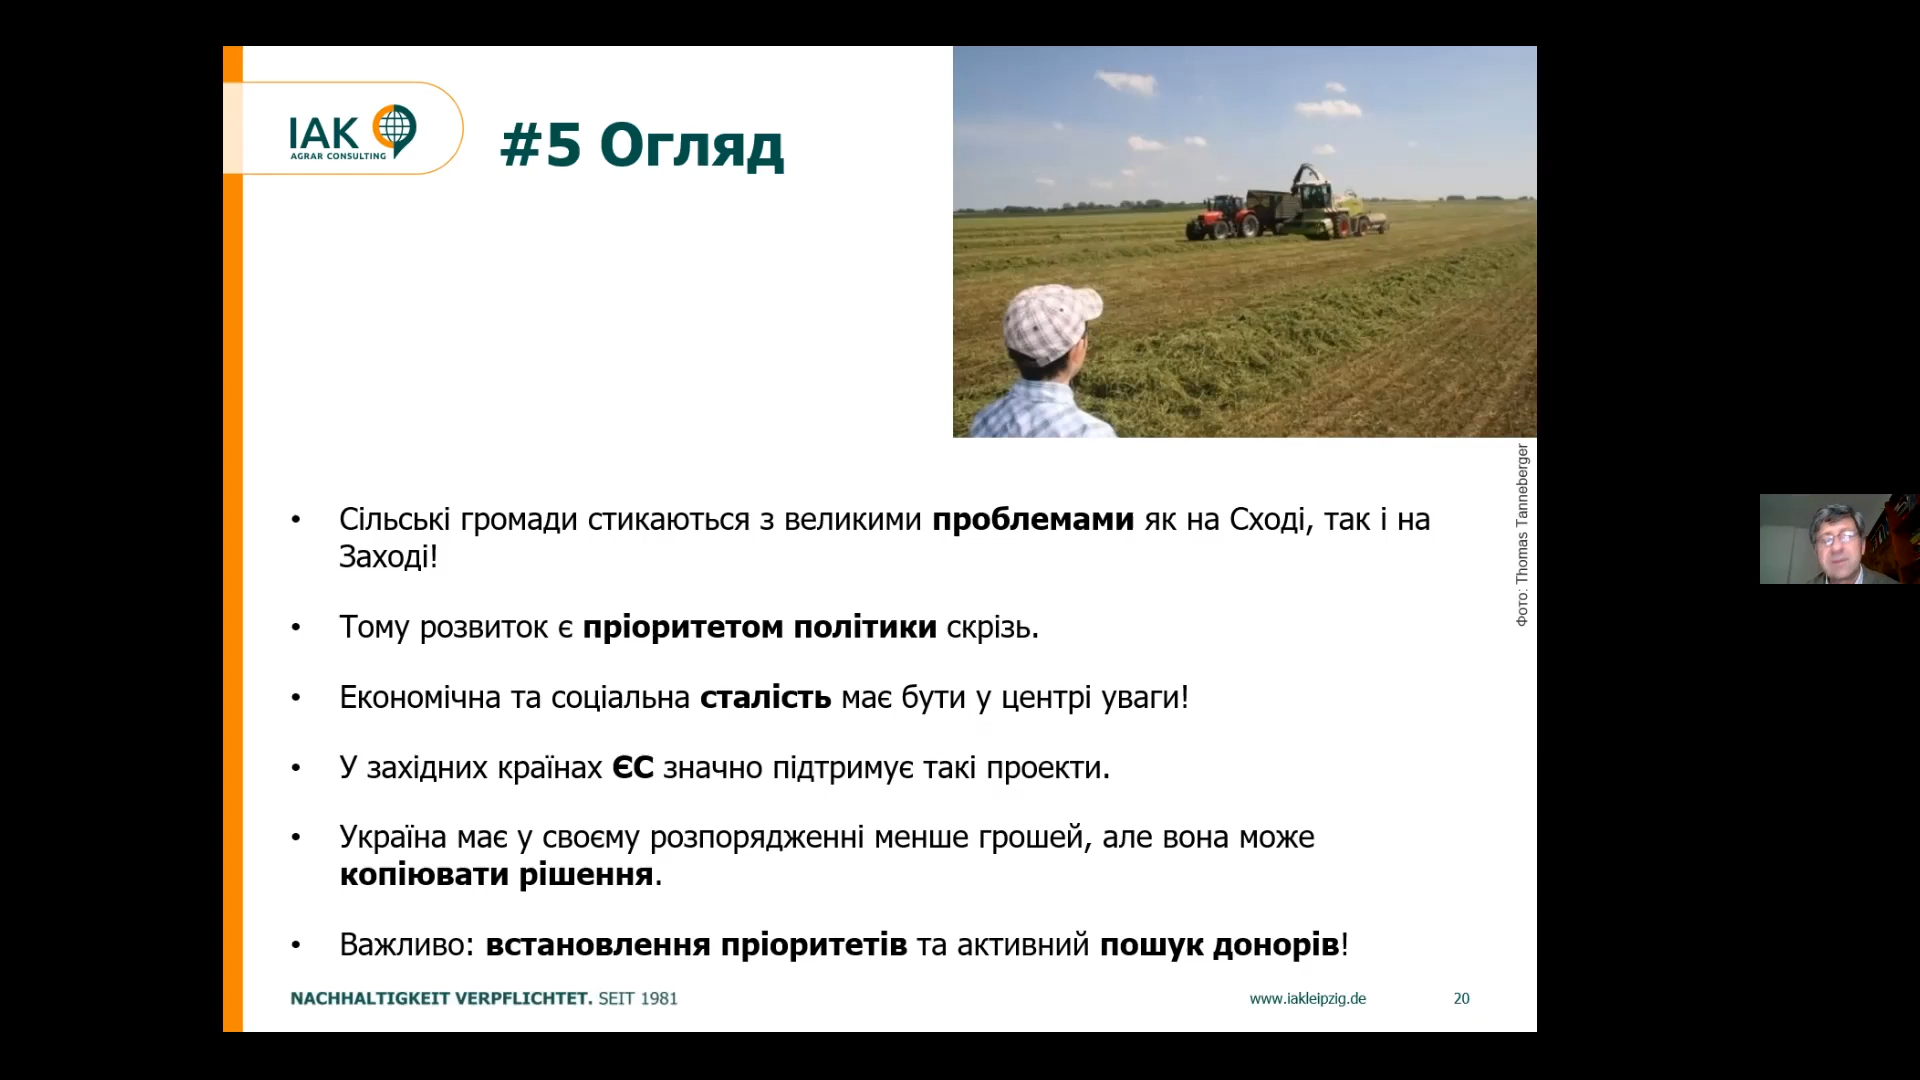 IAK
AGRAR CONSULTING
#5 Огляд
Фото: Thomas Tanneberger
• Сільські громади стикаються з великими проблемами як на Сході, так і на
Заході!
• Тому розвиток є пріоритетом політики скрізь.
• Економічна та соціальна сталість має бути у центрі уваги!
• У західних країнах ЄС значно підтримує такі проекти.
• Україна має у своєму розпорядженні менше грошей, але вона може
копіювати рішення.
• Важливо: встановлення пріоритетів та активний пошук донорів!
NACHHALTIGKEIT VERPFLICHTET. SEIT 1981
www.iakleipzig.de
20